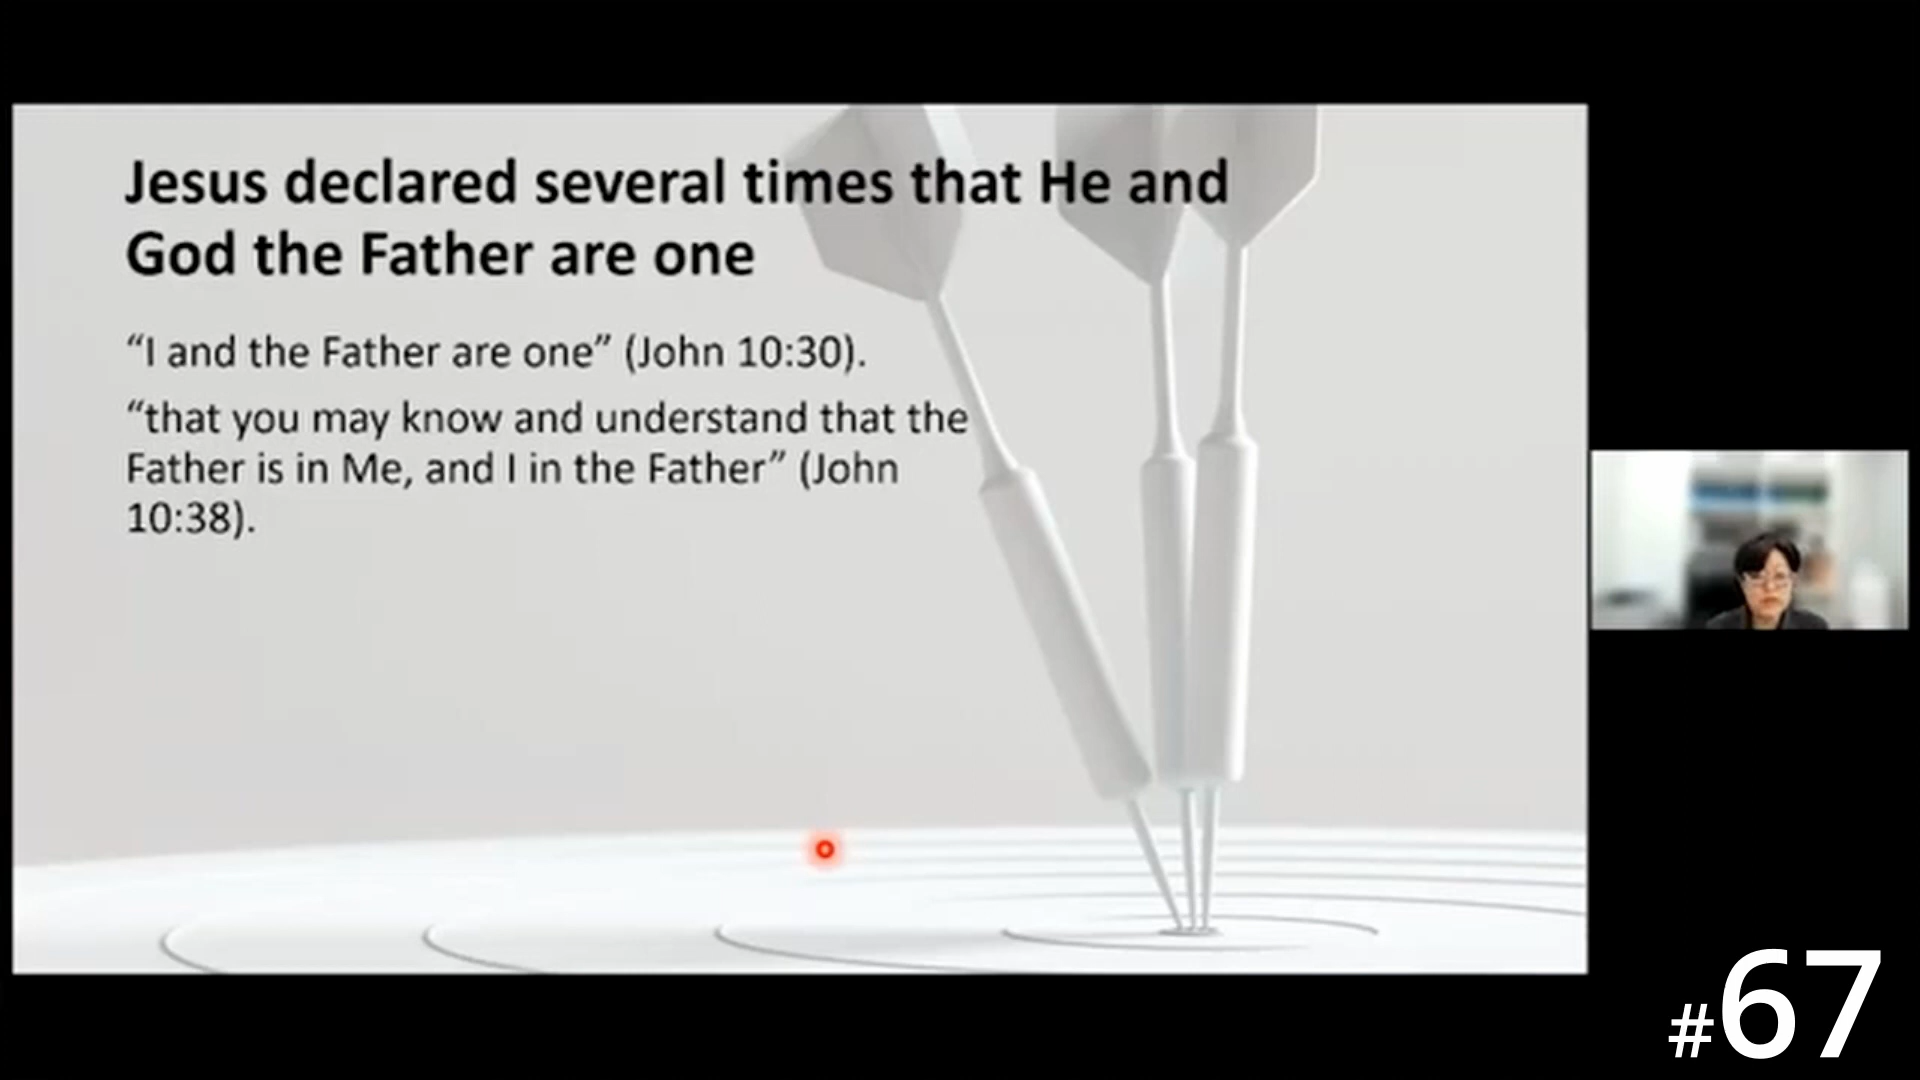 Jesus declared several times that He and
God the Father are one
“I and the Father are one” (John 10:30).
“that you may know and understand that the
Father is in Me, and I in the Father” (John
10:38).
#67